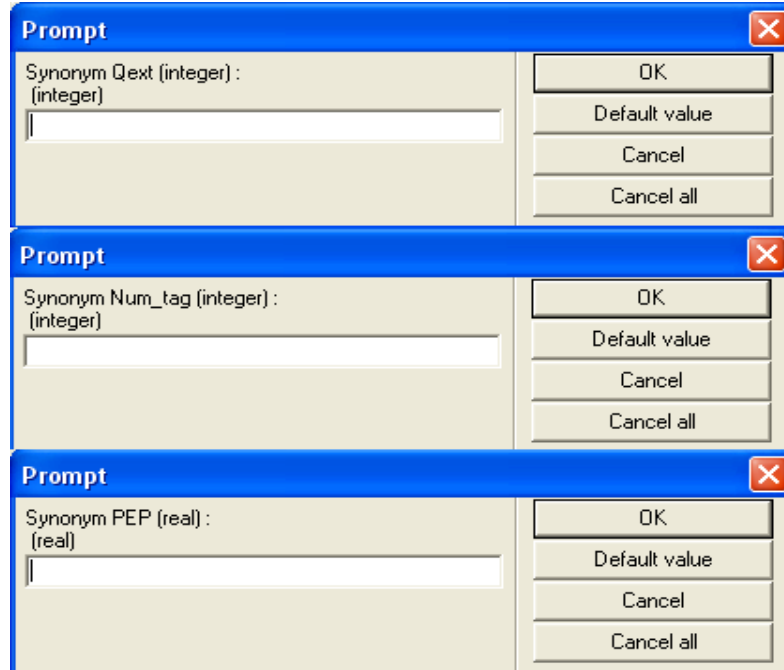 Prompt
Synonym Qext (integer) :
(integer)
OK
Default value
Cancel
Cancel all
Prompt
Synonym Num_tag (integer) :
(integer)
OK
Default value
Cancel
Cancel all
Prompt
Synonym PEP (real) :
(real)
OK
Default value
Cancel
Cancel all